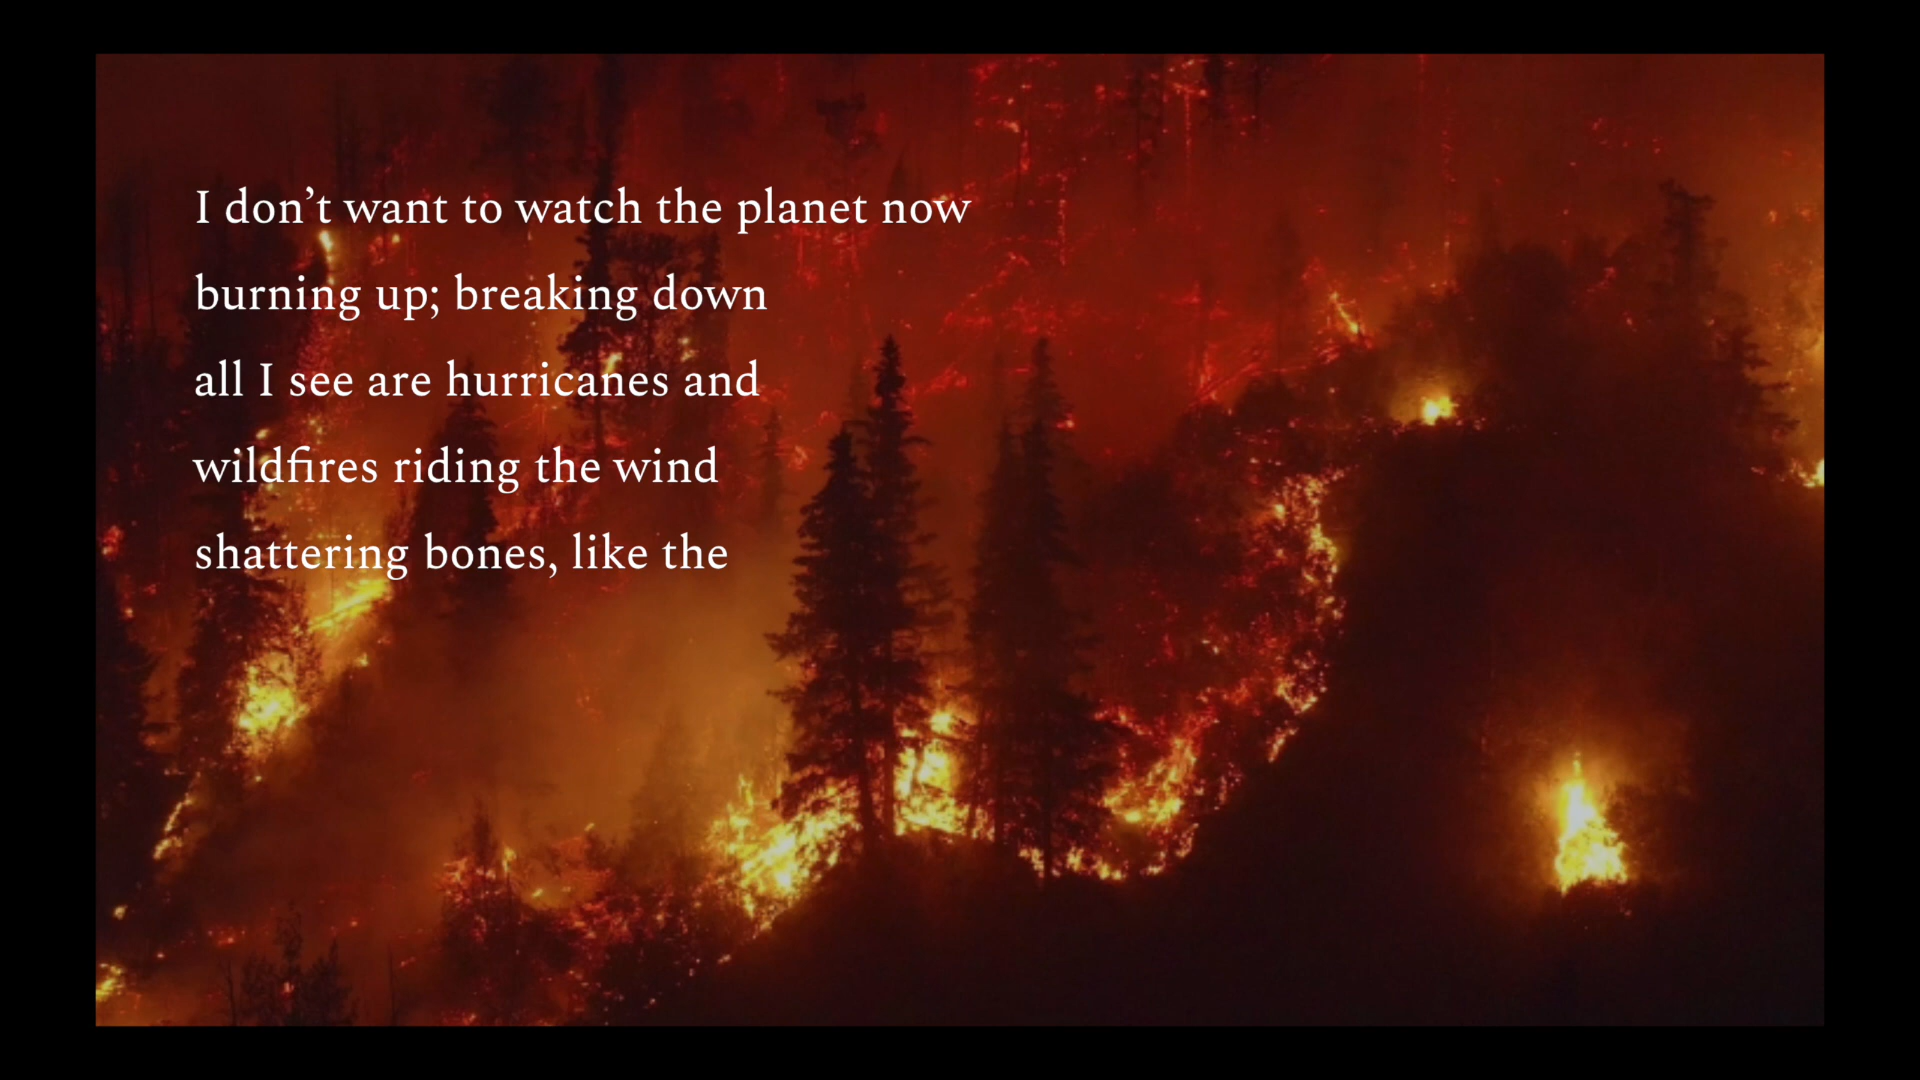 I don’t want to watch the planet now
burning up; breaking down
all I see are hurricanes and
wildfires riding the wind
shattering bones, like the